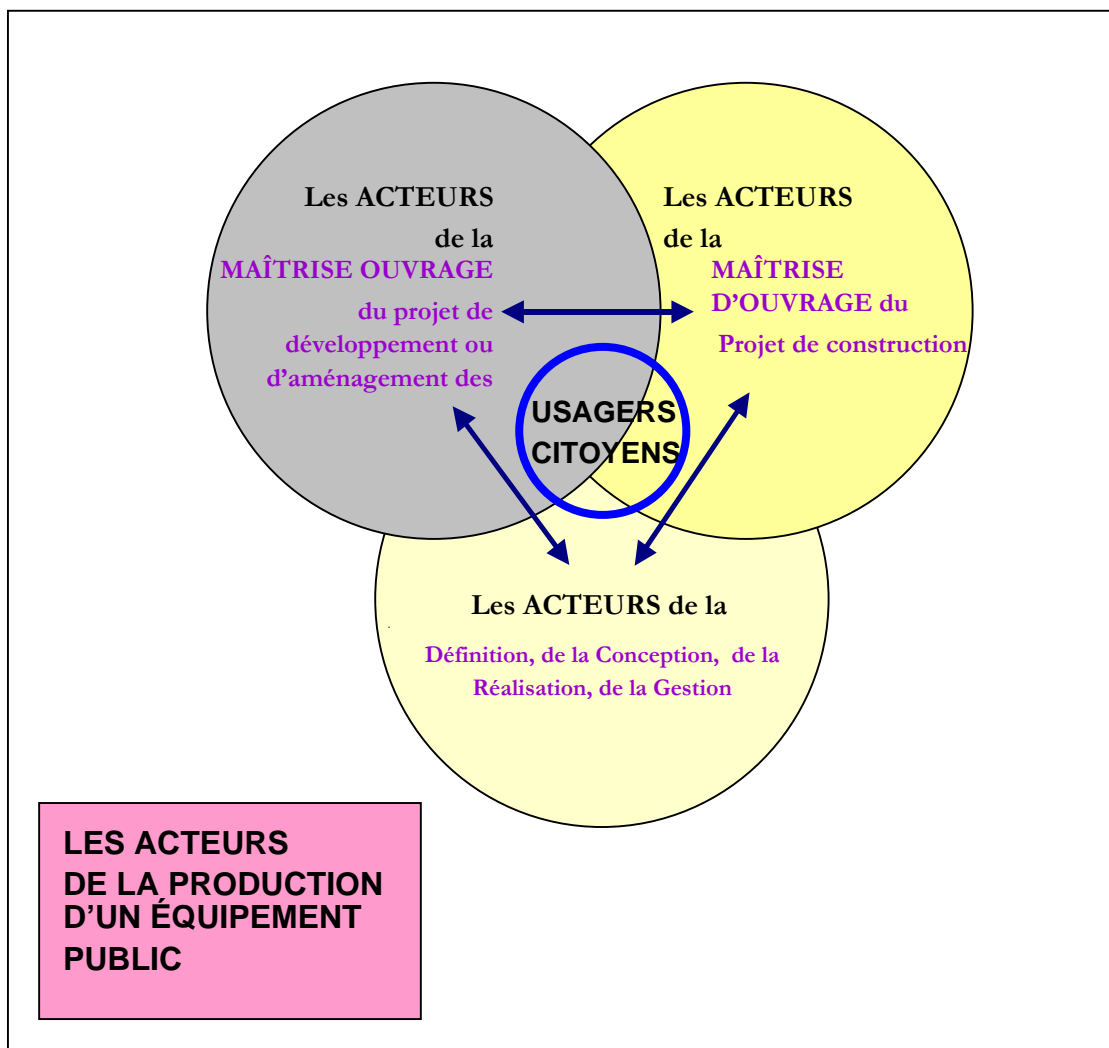 Les ACTEURS
de la
MAÎTRISE OUVRAGE
du projet de
développement ou
d'aménagement des
Les ACTEURS
de la
MAÎTRISE
D’OUVRAGE du
Projet de construction
USAGERS
CITOYENS
Les ACTEURS de la
Définition, de la Conception, de la
Réalisation, de la Gestion
LES ACTEURS
DE LA PRODUCTION
D’UN ÉQUIPEMENT
PUBLIC